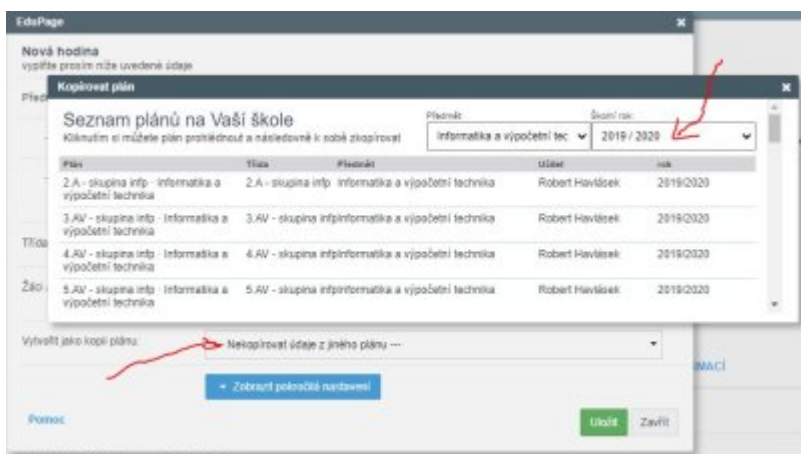 EduPage
Nová hodina
vyplňte prosím níže uvedené údaje
Kopírovat plán
Seznam plánů na Vaší škole
Kliknutím si můžete plán prohlédnout a následovně k sobě zkopírovat
Předmět:
Školní rok:
Informatika a výpočetní tec
2019 / 2020
Plán Třída Předmět Učitel rok
2.A - skupina infp - Informatika a
výpočetní technika
2.A - skupina infp Informatika a výpočetní technika Robert Havlásek 2019/2020
3.AV - skupina infp - Informatika a
výpočetní technika
3.AV - skupina infpInformatika a výpočetní technika Robert Havlásek 2019/2020
4.AV - skupina infp - Informatika a
výpočetní technika
4.AV - skupina infpInformatika a výpočetní technika Robert Havlásek 2019/2020
5.AV - skupina infp - Informatika a
výpočetní technika
5.AV - skupina infpInformatika a výpočetní technika Robert Havlásek 2019/2020
Třída
Vytvořit jako kopii plánu:
Nekopírovat údaje z jiného plánu ---
Zobrazit pokročilá nastavení
Pomoc
Uložit
Zavřít